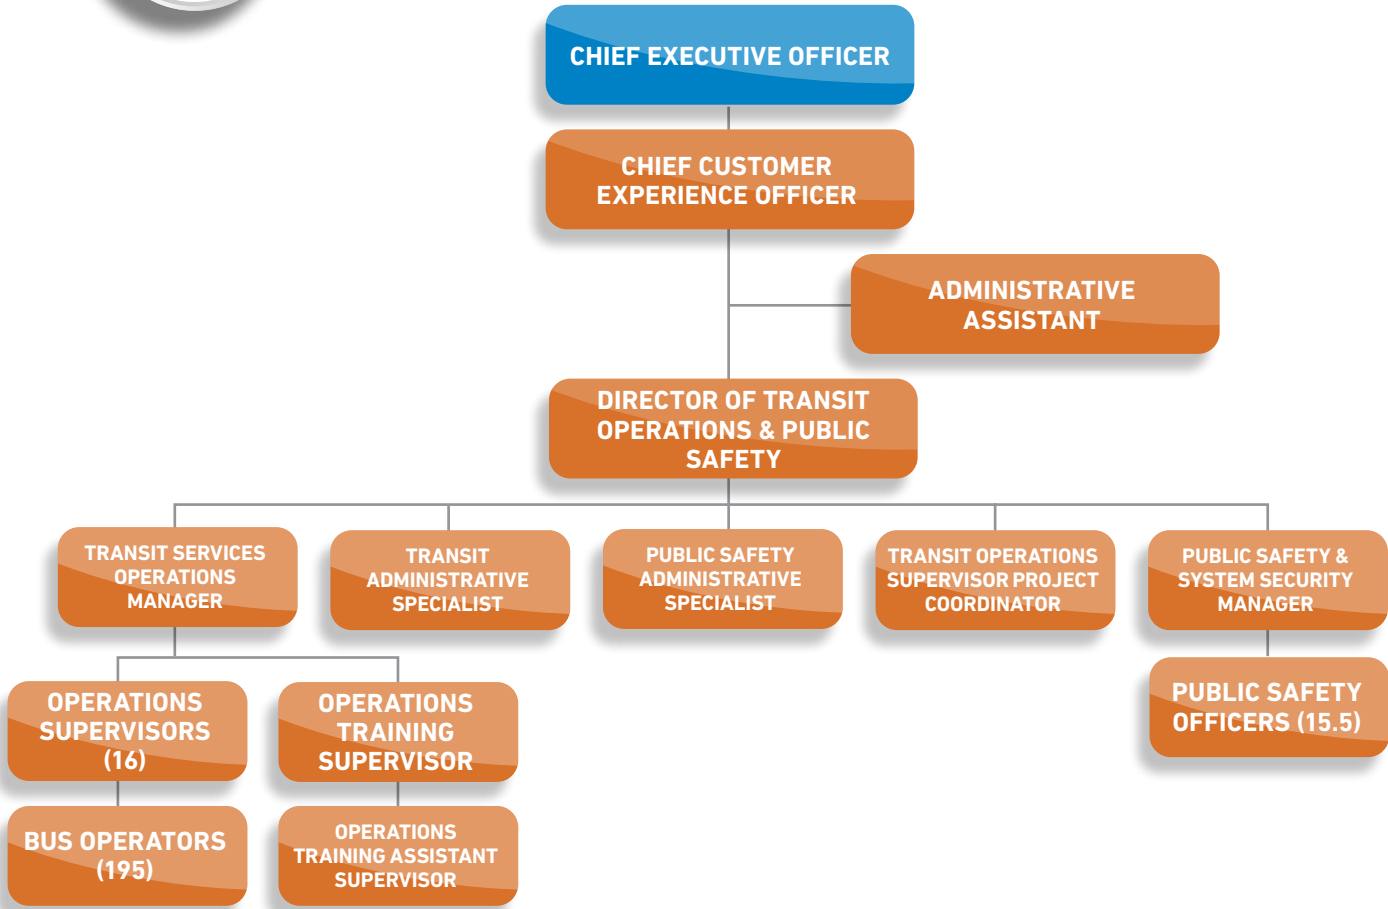 CHIEF EXECUTIVE OFFICER
CHIEF CUSTOMER
EXPERIENCE OFFICER
ADMINISTRATIVE
ASSISTANT
DIRECTOR OF TRANSIT
OPERATIONS & PUBLIC
SAFETY
TRANSIT SERVICES
OPERATIONS
MANAGER
TRANSIT
ADMINISTRATIVE
SPECIALIST
PUBLIC SAFETY
ADMINISTRATIVE
SPECIALIST
TRANSIT OPERATIONS
SUPERVISOR PROJECT
COORDINATOR
PUBLIC SAFETY &
SYSTEM SECURITY
MANAGER
OPERATIONS
SUPERVISORS
(16)
OPERATIONS
TRAINING
SUPERVISOR
PUBLIC SAFETY
OFFICERS (15.5)
BUS OPERATORS
(195)
OPERATIONS
TRAINING ASSISTANT
SUPERVISOR